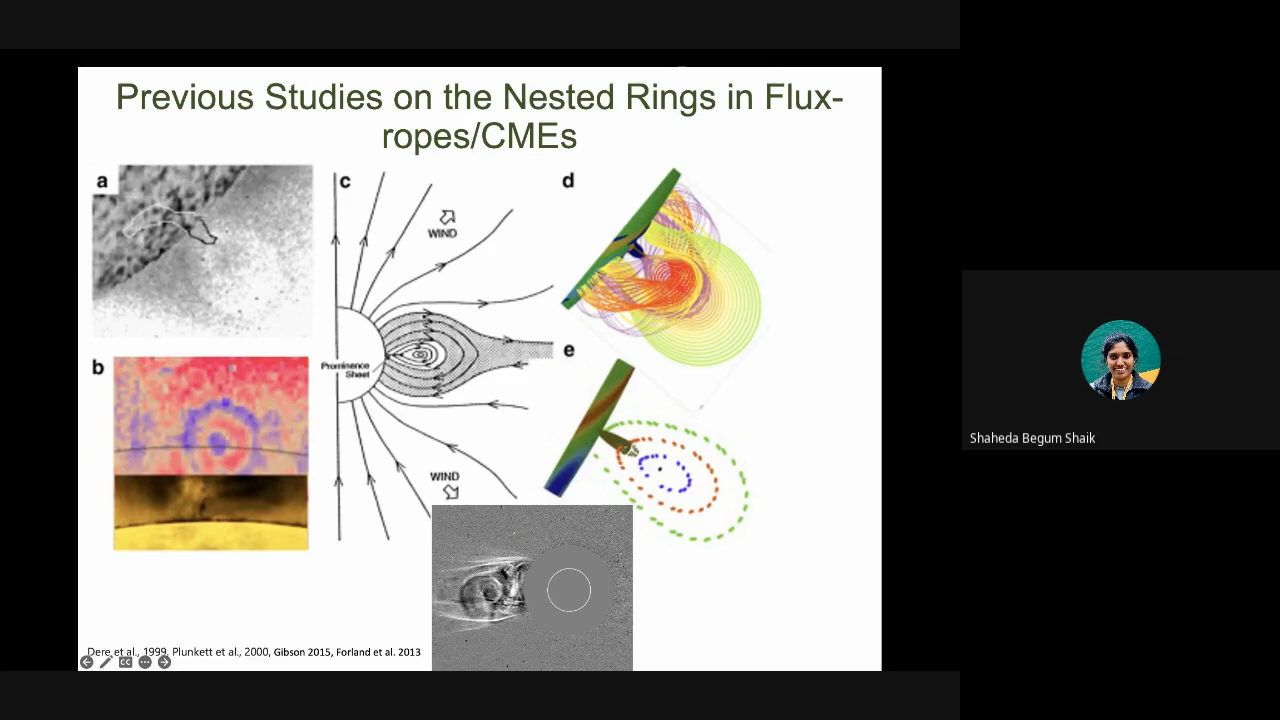 Previous Studies on the Nested Rings in Flux-
ropes/CMEs
a
c
d
WIND
Prominence
Sheet
e
b
WIND
Dere et al., 1999, Plunkett et al., 2000, Gibson 2015, Forland et al. 2013
CC
Shaheda Begum Shaik